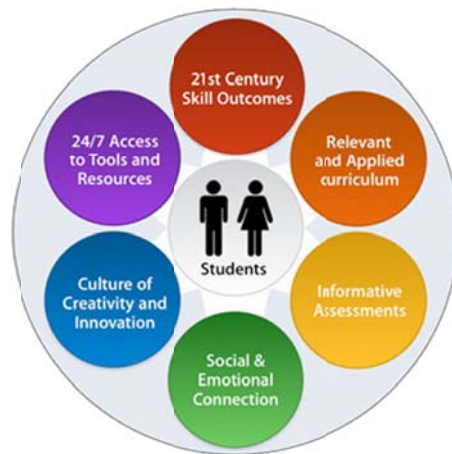 21st Century
Skill Outcomes
Relevant
and Applied
curriculum
Informative
Assessments
Social &
Emotional
Connection
Culture of
Creativity and
Innovation
24/7 Access
to Tools and
Resources
Students